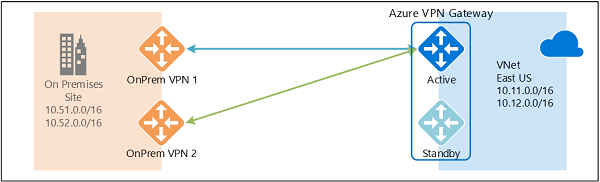 Azure VPN Gateway
On Premises
Site
10.51.0.0/16
10.52.0.0/16
OnPrem VPN 1
OnPrem VPN 2
Active
Standby
VNet
East US
10.11.0.0/16
10.12.0.0/16